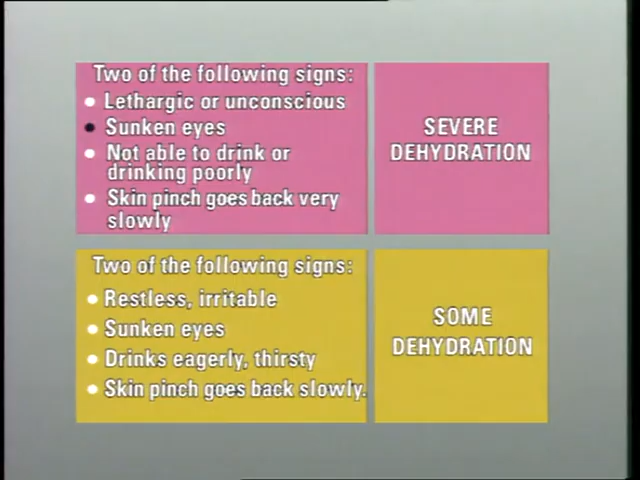 Two of the following signs:
• Lethargic or unconscious
• Sunken eyes
• Not able to drink or
drinking poorly
• Skin pinch goes back very
slowly
SEVERE
DEHYDRATION
Two of the following signs:
• Restless, irritable
• Sunken eyes
• Drinks eagerly, thirsty
• Skin pinch goes back slowly.
SOME
DEHYDRATION